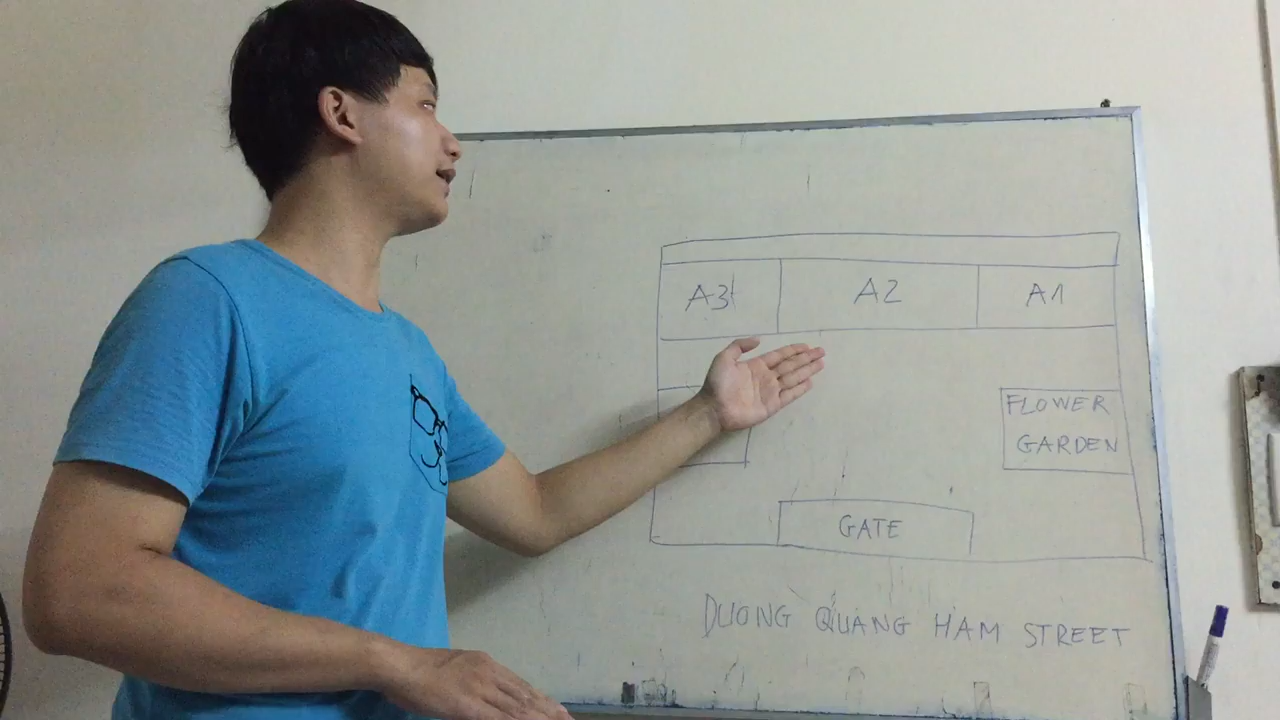 A3
A2
A1
FLOWER
GARDEN
GATE
DUONG QUANG HAM STREET